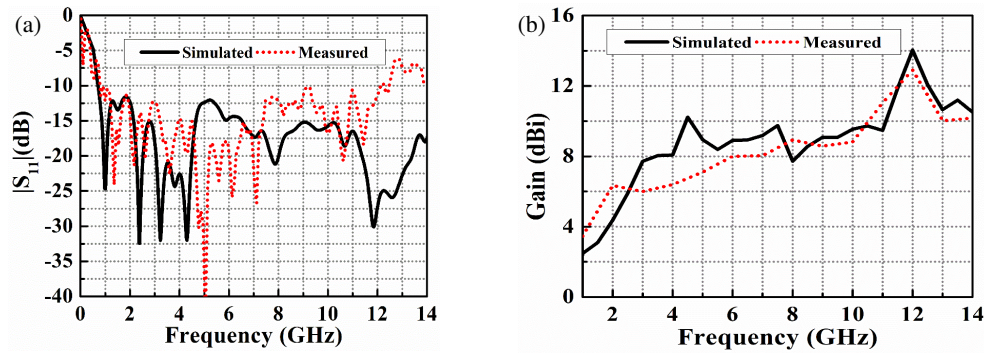 (a)
Simulated
Measured
0
-5
-10
-15
-20
-25
-30
-35
-40
|S11|(dB)
0 2 4 6 8 10 12 14
Frequency (GHz)
(b)
Simulated
Measured
16
12
8
4
0
Gain (dBi)
2 4 6 8 10 12 14
Frequency (GHz)